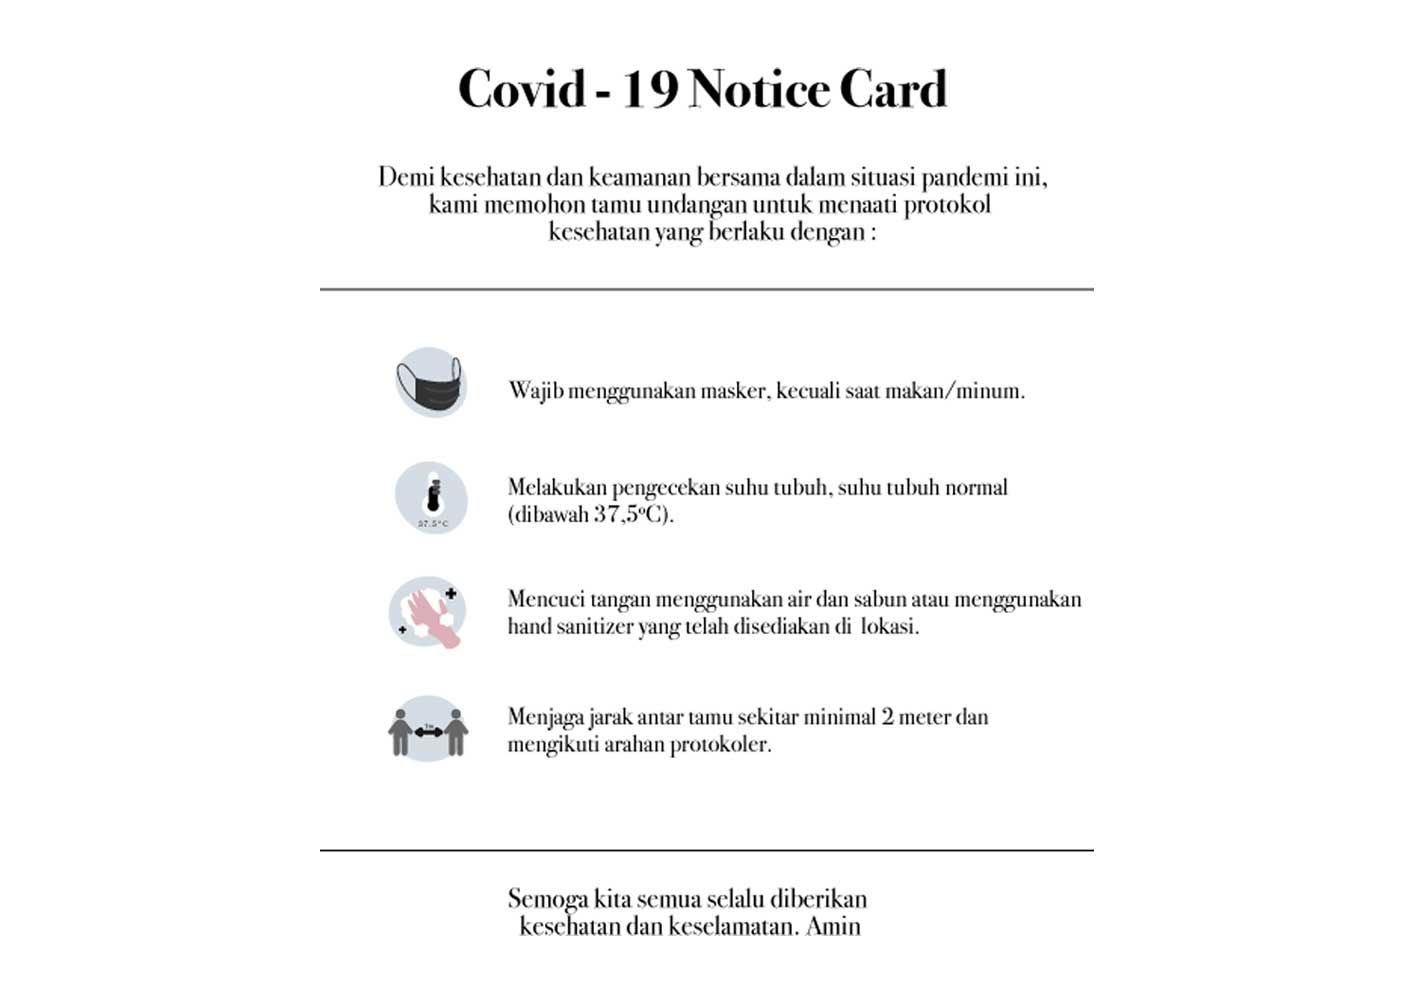 Covid - 19 Notice Card
Demi kesehatan dan keamanan bersama dalam situasi pandemi ini,
kami memohon tamu undangan untuk menaati protokol
kesehatan yang berlaku dengan :
Wajib menggunakan masker, kecuali saat makan/minum.
Melakukan pengecekan suhu tubuh, suhu tubuh normal
(dibawah 37,5ºC).
37.5°C
Mencuci tangan menggunakan air dan sabun atau menggunakan
hand sanitizer yang telah disediakan di lokasi.
Menjaga jarak antar tamu sekitar minimal 2 meter dan
mengikuti arahan protokoler.
Semoga kita semua selalu diberikan
kesehatan dan keselamatan. Amin